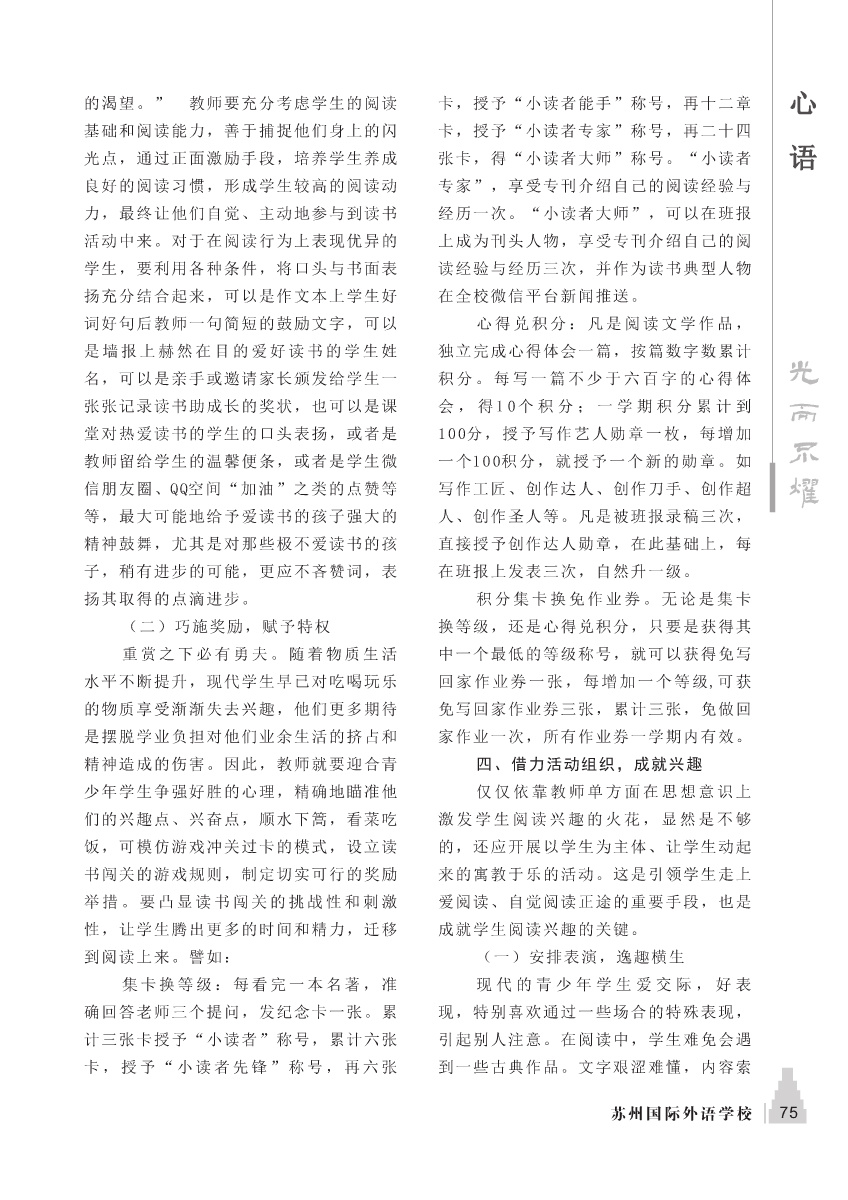 的渴望。”　教师要充分考虑学生的阅读
基础和阅读能力，善于捕捉他们身上的闪
光点，通过正面激励手段，培养学生养成
良好的阅读习惯，形成学生较高的阅读动
力，最终让他们自觉、主动地参与到读书
活动中来。对于在阅读行为上表现优异的
学生，要利用各种条件，将口头与书面表
扬充分结合起来，可以是作文本上学生好
词好句后教师一句简短的鼓励文字，可以
是墙报上赫然在目的爱好读书的学生姓
名，可以是亲手或邀请家长颁发给学生一
张张记录读书助成长的奖状，也可以是课
堂对热爱读书的学生的口头表扬，或者是
教师留给学生的温馨便条，或者是学生微
信朋友圈、QQ空间“加油”之类的点赞等
等，最大可能地给予爱读书的孩子强大的
精神鼓舞，尤其是对那些极不爱读书的孩
子，稍有进步的可能，更应不吝赞词，表
扬其取得的点滴进步。
（二）巧施奖励，赋予特权
重赏之下必有勇夫。随着物质生活
水平不断提升，现代学生早已对吃喝玩乐
的物质享受渐渐失去兴趣，他们更多期待
是摆脱学业负担对他们业余生活的挤占和
精神造成的伤害。因此，教师就要迎合青
少年学生争强好胜的心理，精确地瞄准他
们的兴趣点、兴奋点，顺水下篙，看菜吃
饭，可模仿游戏冲关过卡的模式，设立读
书闯关的游戏规则，制定切实可行的奖励
举措。要凸显读书闯关的挑战性和刺激
性，让学生腾出更多的时间和精力，迁移
到阅读上来。譬如：
集卡换等级：每看完一本名著，准
确回答老师三个提问，发纪念卡一张。累
计三张卡授予“小读者”称号，累计六张
卡，授予“小读者先锋”称号，再六张
卡，授予“小读者能手”称号，再十二章
卡，授予“小读者专家”称号，再二十四
张卡，得“小读者大师”称号。“小读者
专家”，享受专刊介绍自己的阅读经验与
经历一次。“小读者大师”，可以在班报
上成为刊头人物，享受专刊介绍自己的阅
读经验与经历三次，并作为读书典型人物
在全校微信平台新闻推送。
心得兑积分：凡是阅读文学作品，
独立完成心得体会一篇，按篇数字数累计
积分。每写一篇不少于六百字的心得体
会，得10个积分；一学期积分累计到
100分，授予写作艺人勋章一枚，每增加
一个100积分，就授予一个新的勋章。如
写作工匠、创作达人、创作刀手、创作超
人、创作圣人等。凡是被班报录稿三次，
直接授予创作达人勋章，在此基础上，每
在班报上发表三次，自然升一级。
积分集卡换免作业券。无论是集卡
换等级，还是心得兑积分，只要是获得其
中一个最低的等级称号，就可以获得免写
回家作业券一张，每增加一个等级,可获
免写回家作业券三张，累计三张，免做回
家作业一次，所有作业券一学期内有效。
四、借力活动组织，成就兴趣
仅仅依靠教师单方面在思想意识上
激发学生阅读兴趣的火花，显然是不够
的，还应开展以学生为主体、让学生动起
来的寓教于乐的活动。这是引领学生走上
爱阅读、自觉阅读正途的重要手段，也是
成就学生阅读兴趣的关键。
（一）安排表演，逸趣横生
现代的青少年学生爱交际，好表
现，特别喜欢通过一些场合的特殊表现，
引起别人注意。在阅读中，学生难免会遇
到一些古典作品。文字艰涩难懂，内容索
心语
光而不耀
苏州国际外语学校 75